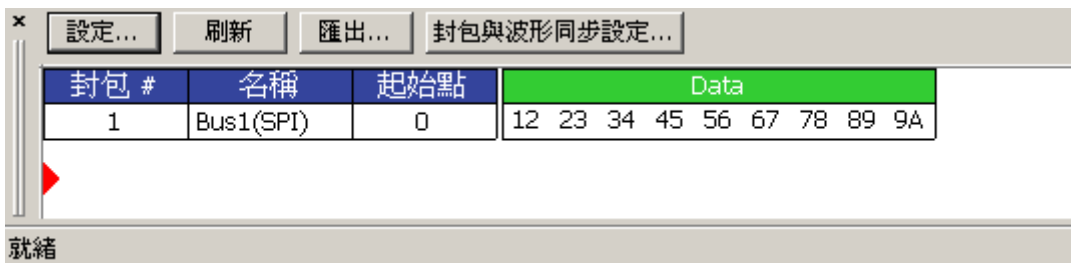 × 設定... 刷新 匯出... 封包與波形同步設定...
封包 # 名稱 起始點 Data
1 Bus1(SPI) 0 12 23 34 45 56 67 78 89 9A
就緒